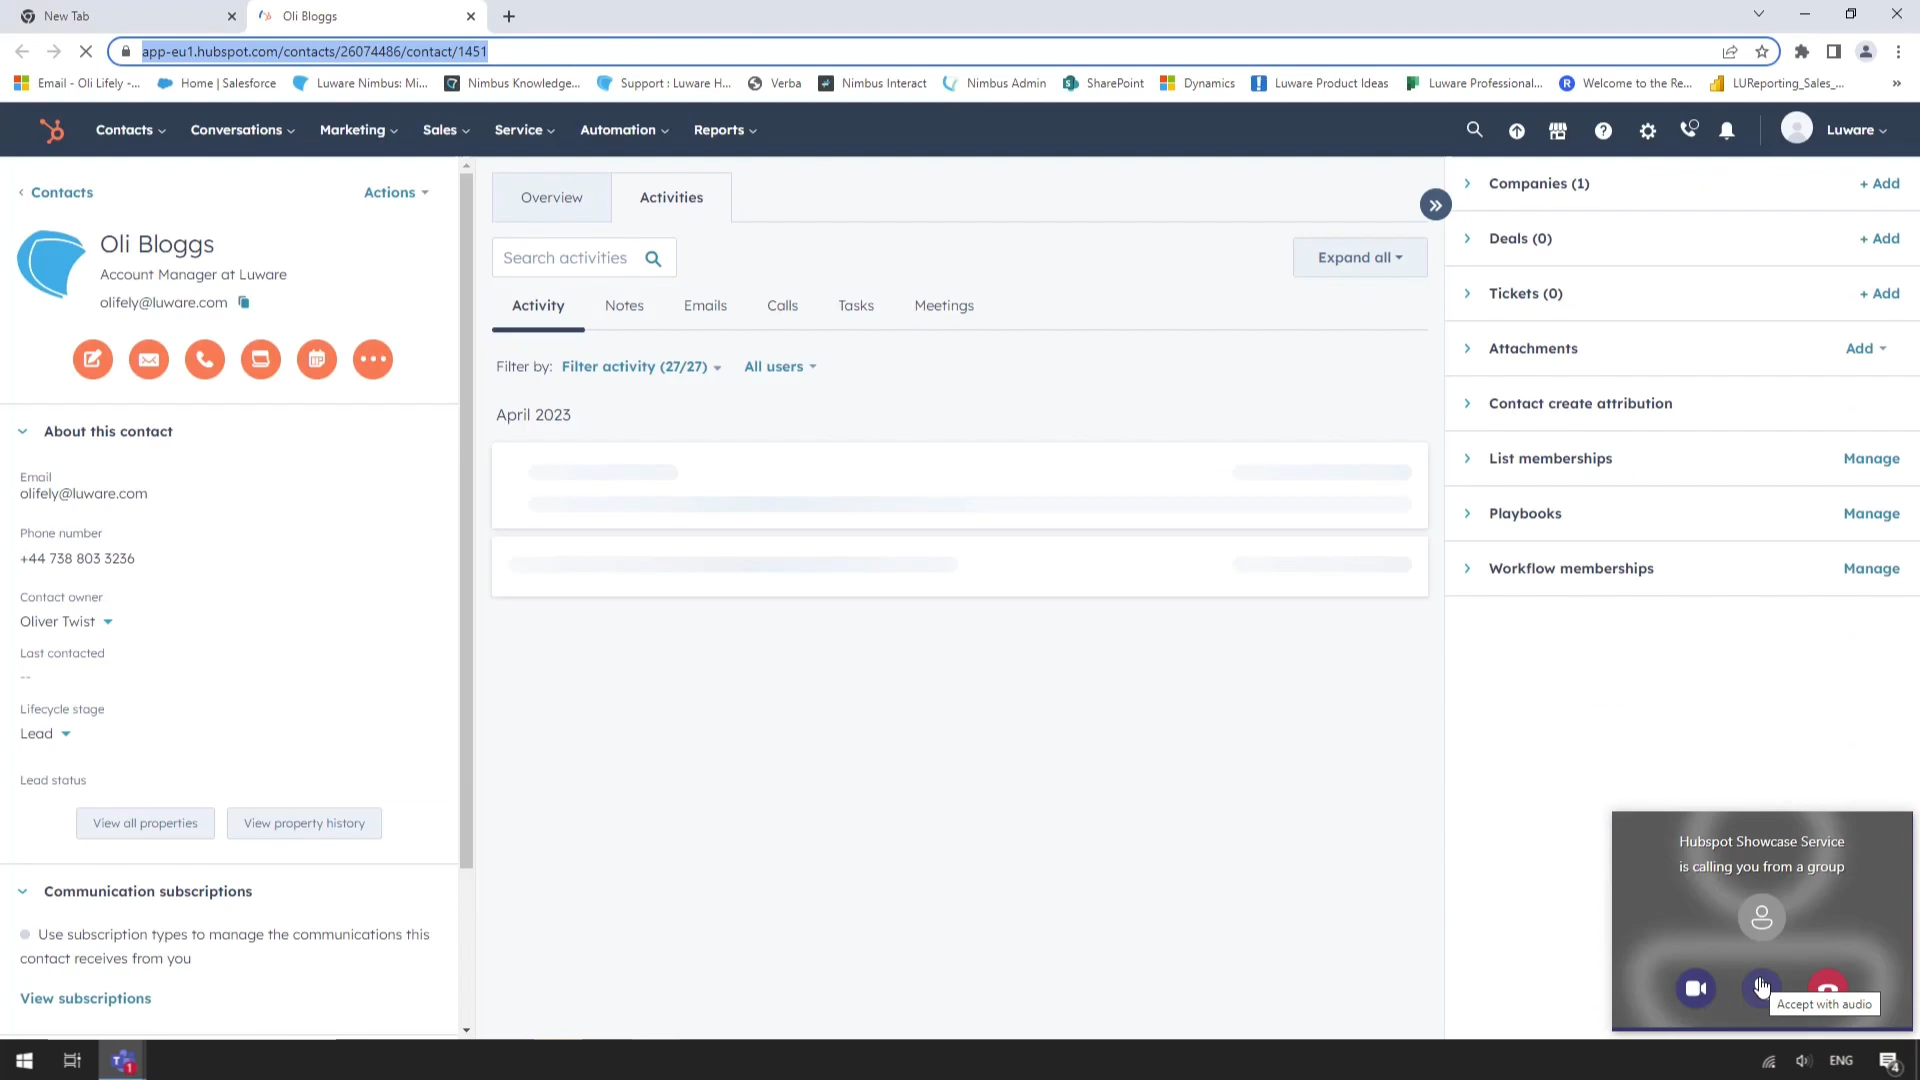 New Tab
Oli Bloggs
app-eu1.hubspot.com/contacts/26074486/contact/1451
Email - Oli Lifely -...
Home | Salesforce
Luware Nimbus: Mi...
Nimbus Knowledge...
Support : Luware H...
Verba
Nimbus Interact
Nimbus Admin
SharePoint
Dynamics
Luware Product Ideas
Luware Professional...
Welcome to the Re...
LUReporting_Sales_...
Contacts
Conversations
Marketing
Sales
Service
Automation
Reports
Luware
Contacts
Actions
Oli Bloggs
Account Manager at Luware
olifely@luware.com
About this contact
Email
olifely@luware.com
Phone number
+44 738 803 3236
Contact owner
Oliver Twist
Last contacted
--
Lifecycle stage
Lead
Lead status
View all properties
View property history
Communication subscriptions
Use subscription types to manage the communications this
contact receives from you
View subscriptions
Overview
Activities
Search activities
Expand all
Activity
Notes
Emails
Calls
Tasks
Meetings
Filter by: Filter activity (27/27) All users
April 2023
Companies (1)
+ Add
Deals (0)
+ Add
Tickets (0)
+ Add
Attachments
Add
Contact create attribution
List memberships
Manage
Playbooks
Manage
Workflow memberships
Manage
Hubspot Showcase Service
is calling you from a group
Accept with audio
T
1
ENG
4